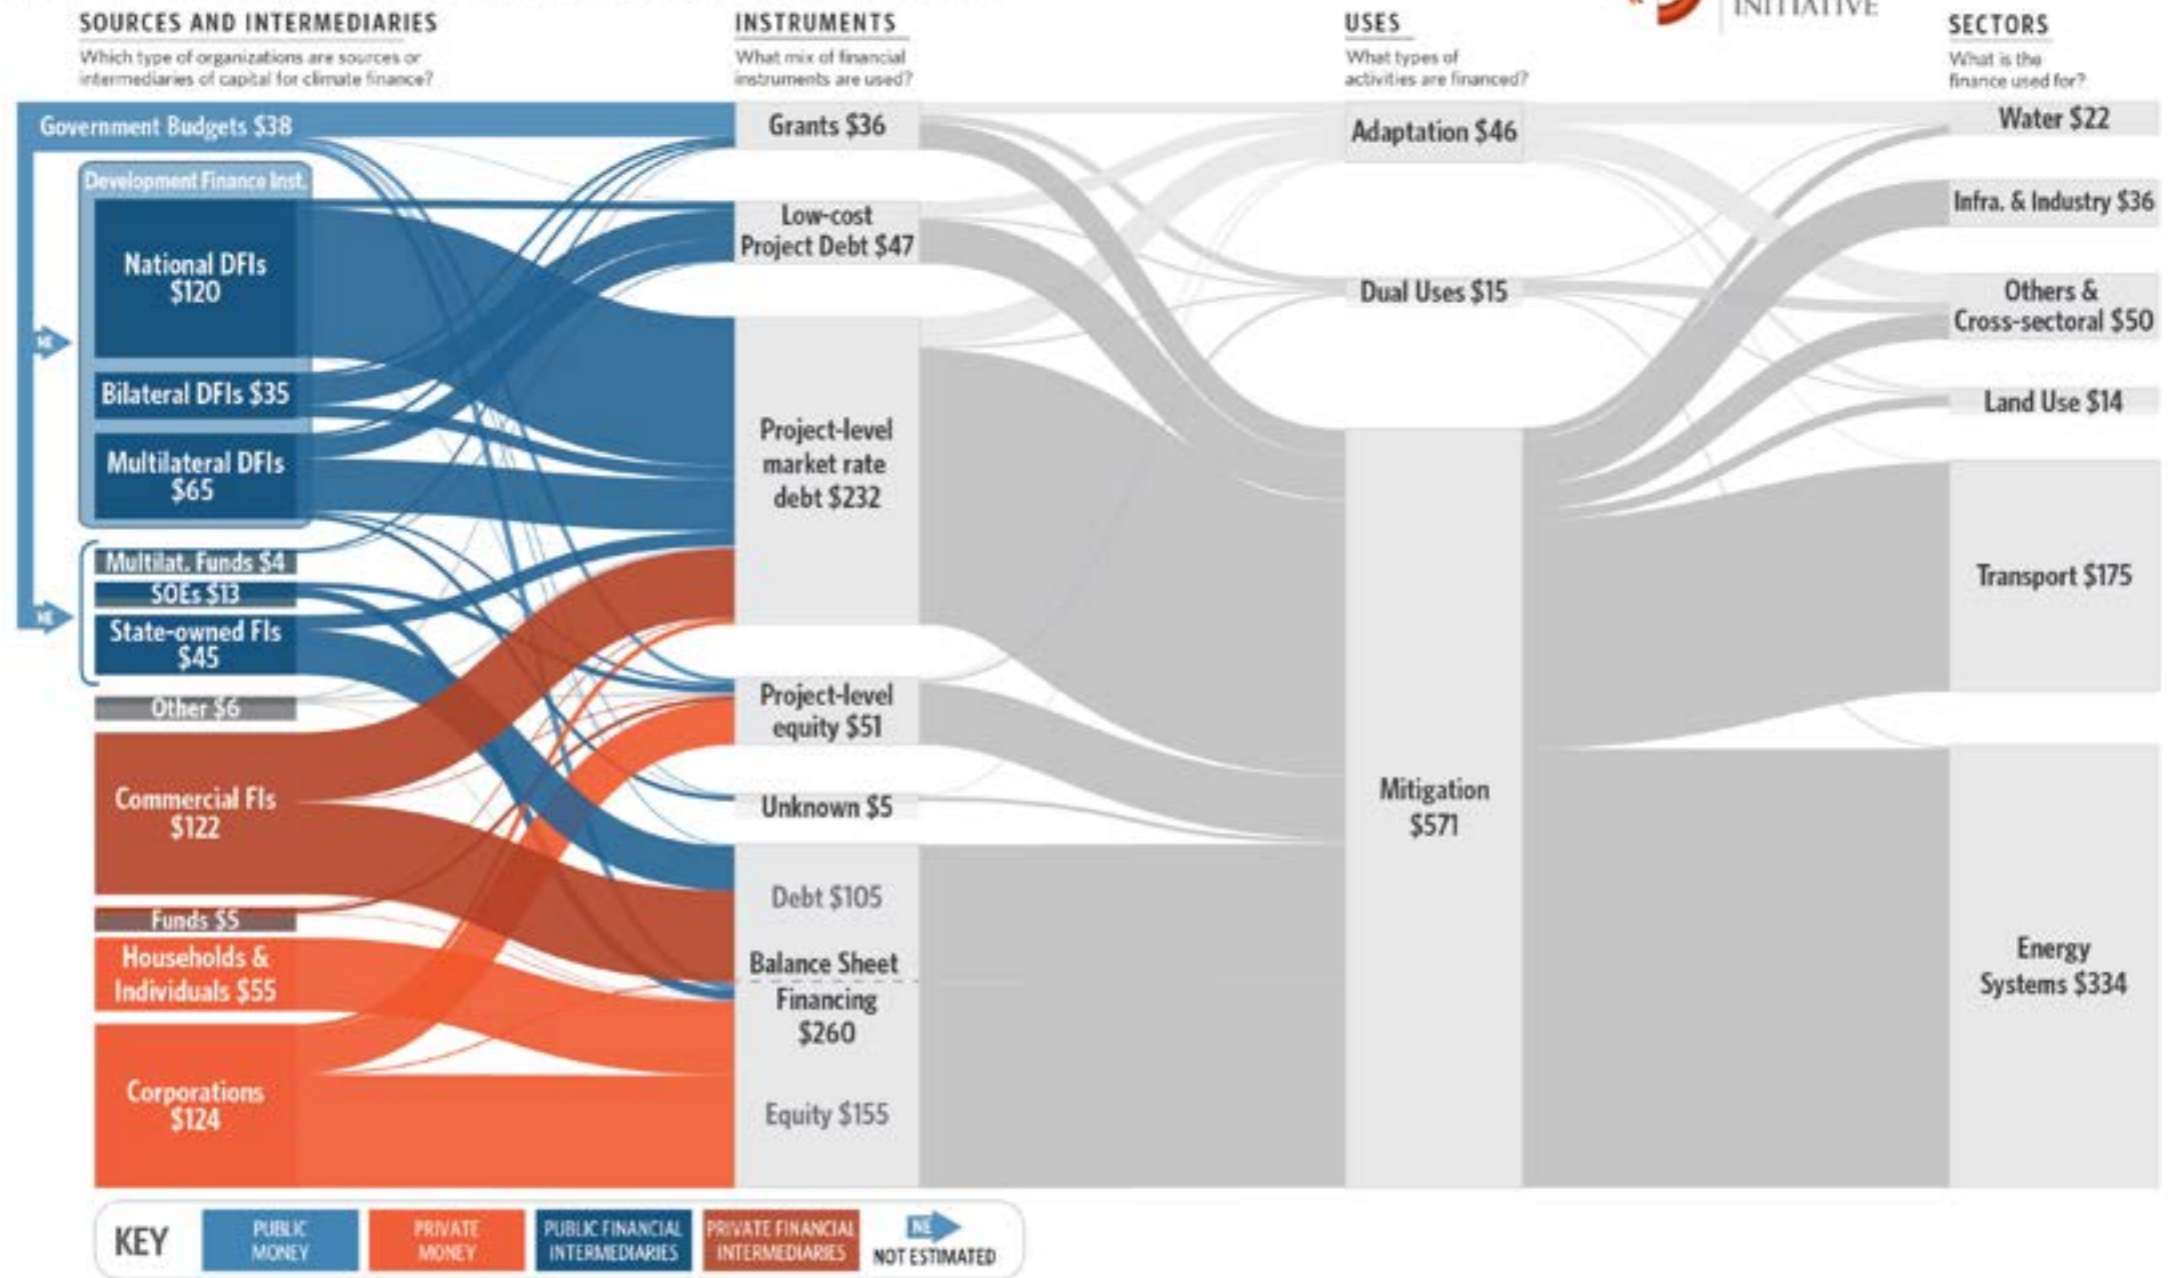 SOURCES AND INTERMEDIARIES
Which type of organizations are sources or
intermediaries of capital for climate finance?
INSTRUMENTS
What mix of financial
instruments are used?
USES
What types of
activities are financed?
INITIATIVE
SECTORS
What is the
finance used for?
Government Budgets $38
Development Finance Inst.
National DFIs
$120
Bilateral DFIs $35
Multilateral DFIs
$65
NE
Multilat. Funds $4
SOEs $13
State-owned FIs
$45
NE
Other $6
Commercial FIs
$122
Funds $5
Households &
Individuals $55
Corporations
$124
Grants $36
Low-cost
Project Debt $47
Project-level
market rate
debt $232
Project-level
equity $51
Unknown $5
Debt $105
Balance Sheet
Financing
$260
Equity $155
Adaptation $46
Dual Uses $15
Mitigation
$571
Water $22
Infra. & Industry $36
Others &
Cross-sectoral $50
Land Use $14
Transport $175
Energy
Systems $334
KEY
PUBLIC
MONEY
PRIVATE
MONEY
PUBLIC FINANCIAL
INTERMEDIARIES
PRIVATE FINANCIAL
INTERMEDIARIES
NE
NOT ESTIMATED